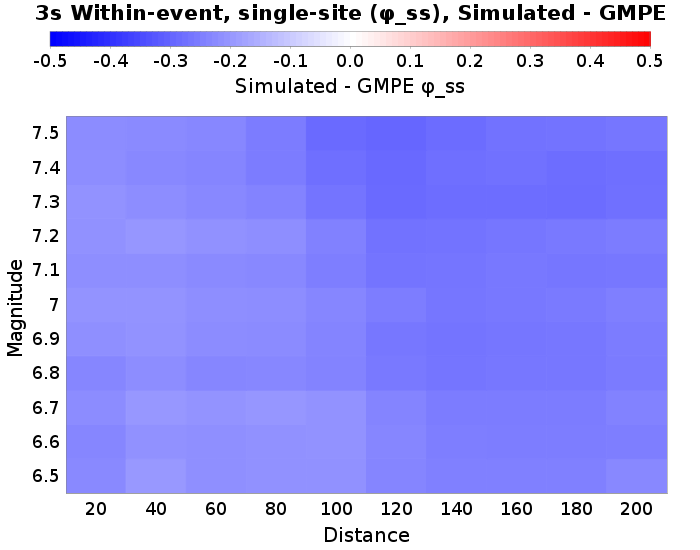 3s Within-event, single-site (φ_ss), Simulated - GMPE
-0.5 -0.4 -0.3 -0.2 -0.1 0.0 0.1 0.2 0.3 0.4 0.5
Simulated - GMPE φ_ss
Magnitude
7.5
7.4
7.3
7.2
7.1
7
6.9
6.8
6.7
6.6
6.5
20 40 60 80 100 120 140 160 180 200
Distance